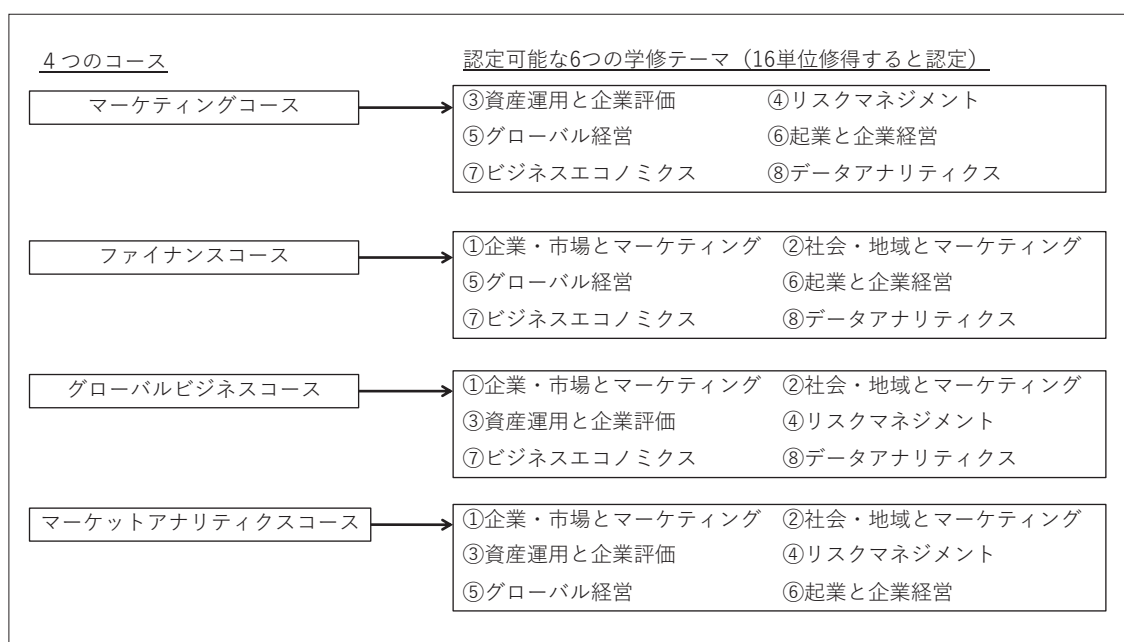 ４つのコース　認定可能な6つの学修テーマ（16単位修得すると認定）
マーケティングコース
③資産運用と企業評価　④リスクマネジメント
⑤グローバル経営　⑥起業と企業経営
⑦ビジネスエコノミクス　⑧データアナリティクス
ファイナンスコース
①企業・市場とマーケティング　②社会・地域とマーケティング
⑤グローバル経営　⑥起業と企業経営
⑦ビジネスエコノミクス　⑧データアナリティクス
グローバルビジネスコース
①企業・市場とマーケティング　②社会・地域とマーケティング
③資産運用と企業評価　④リスクマネジメント
⑦ビジネスエコノミクス　⑧データアナリティクス
マーケットアナリティクスコース
①企業・市場とマーケティング　②社会・地域とマーケティング
③資産運用と企業評価　④リスクマネジメント
⑤グローバル経営　⑥起業と企業経営